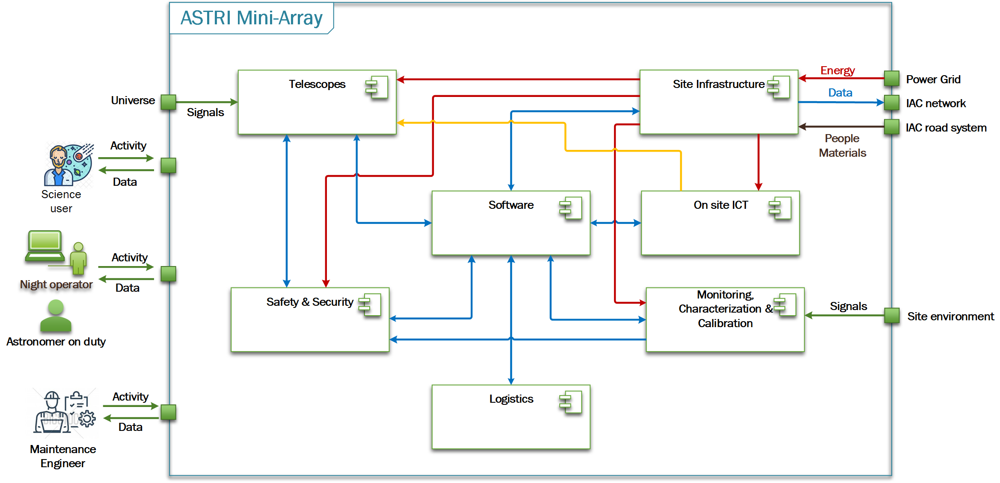 ASTRI Mini-Array
Telescopes
Site Infrastructure
Energy
Power Grid
Data
IAC network
IAC road system
People
Materials
Universe
Signals
Activity
Data
Science
user
Software
On site ICT
Activity
Data
Night operator
Astronomer on duty
Safety & Security
Monitoring,
Characterization &
Calibration
Signals
Site environment
Logistics
Activity
Data
Maintenance
Engineer